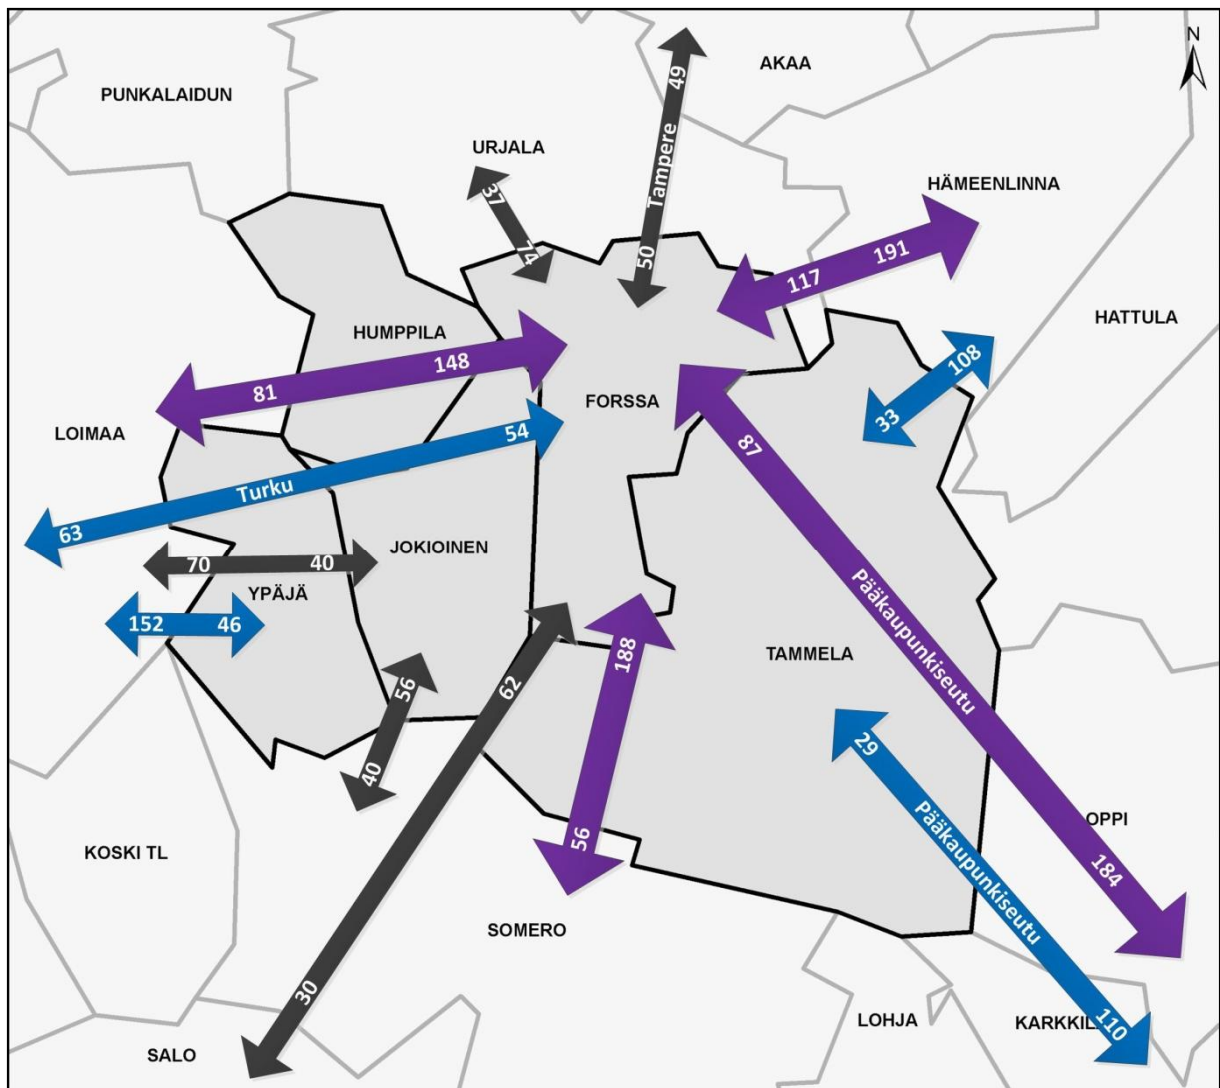 N
AKAA
PUNKALAIDUN
49
URJALA
Tampere
HÄMEENLINNA
37
74
50
191
117
HATTULA
HUMPPILA
148
81
108
33
FORSSA
LOIMAA
54
87
Turku
63
JOKIOINEN
70
40
YPÄJÄ
152
46
Pääkaupunkiseutu
188
TAMMELA
62
56
29
40
56
OPPI
KOSKI TL
184
Pääkaupunkiseutu
SOMERO
30
LOHJA
KARKKIL
110
SALO